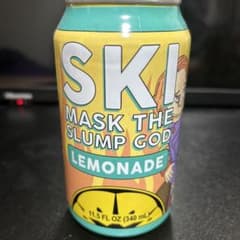 SKI
MASK THE
SLUMP GOD
LEMONADE
11.5 FL OZ (340 mL)